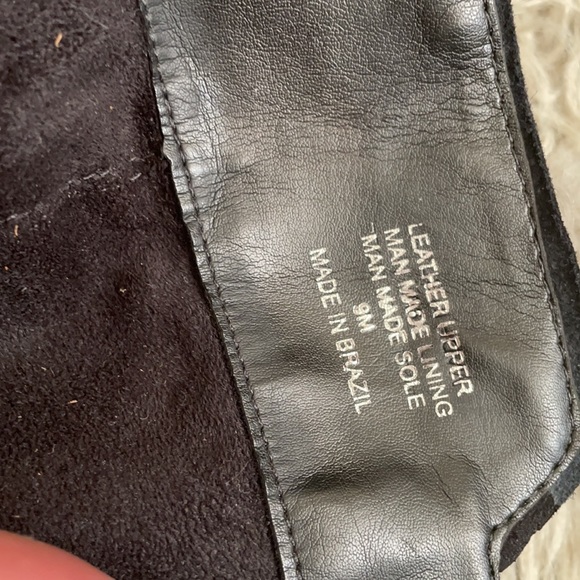 LEATHER UPPER
MAN MADE LINING
MAN MADE SOLE
9M
MADE IN BRAZIL